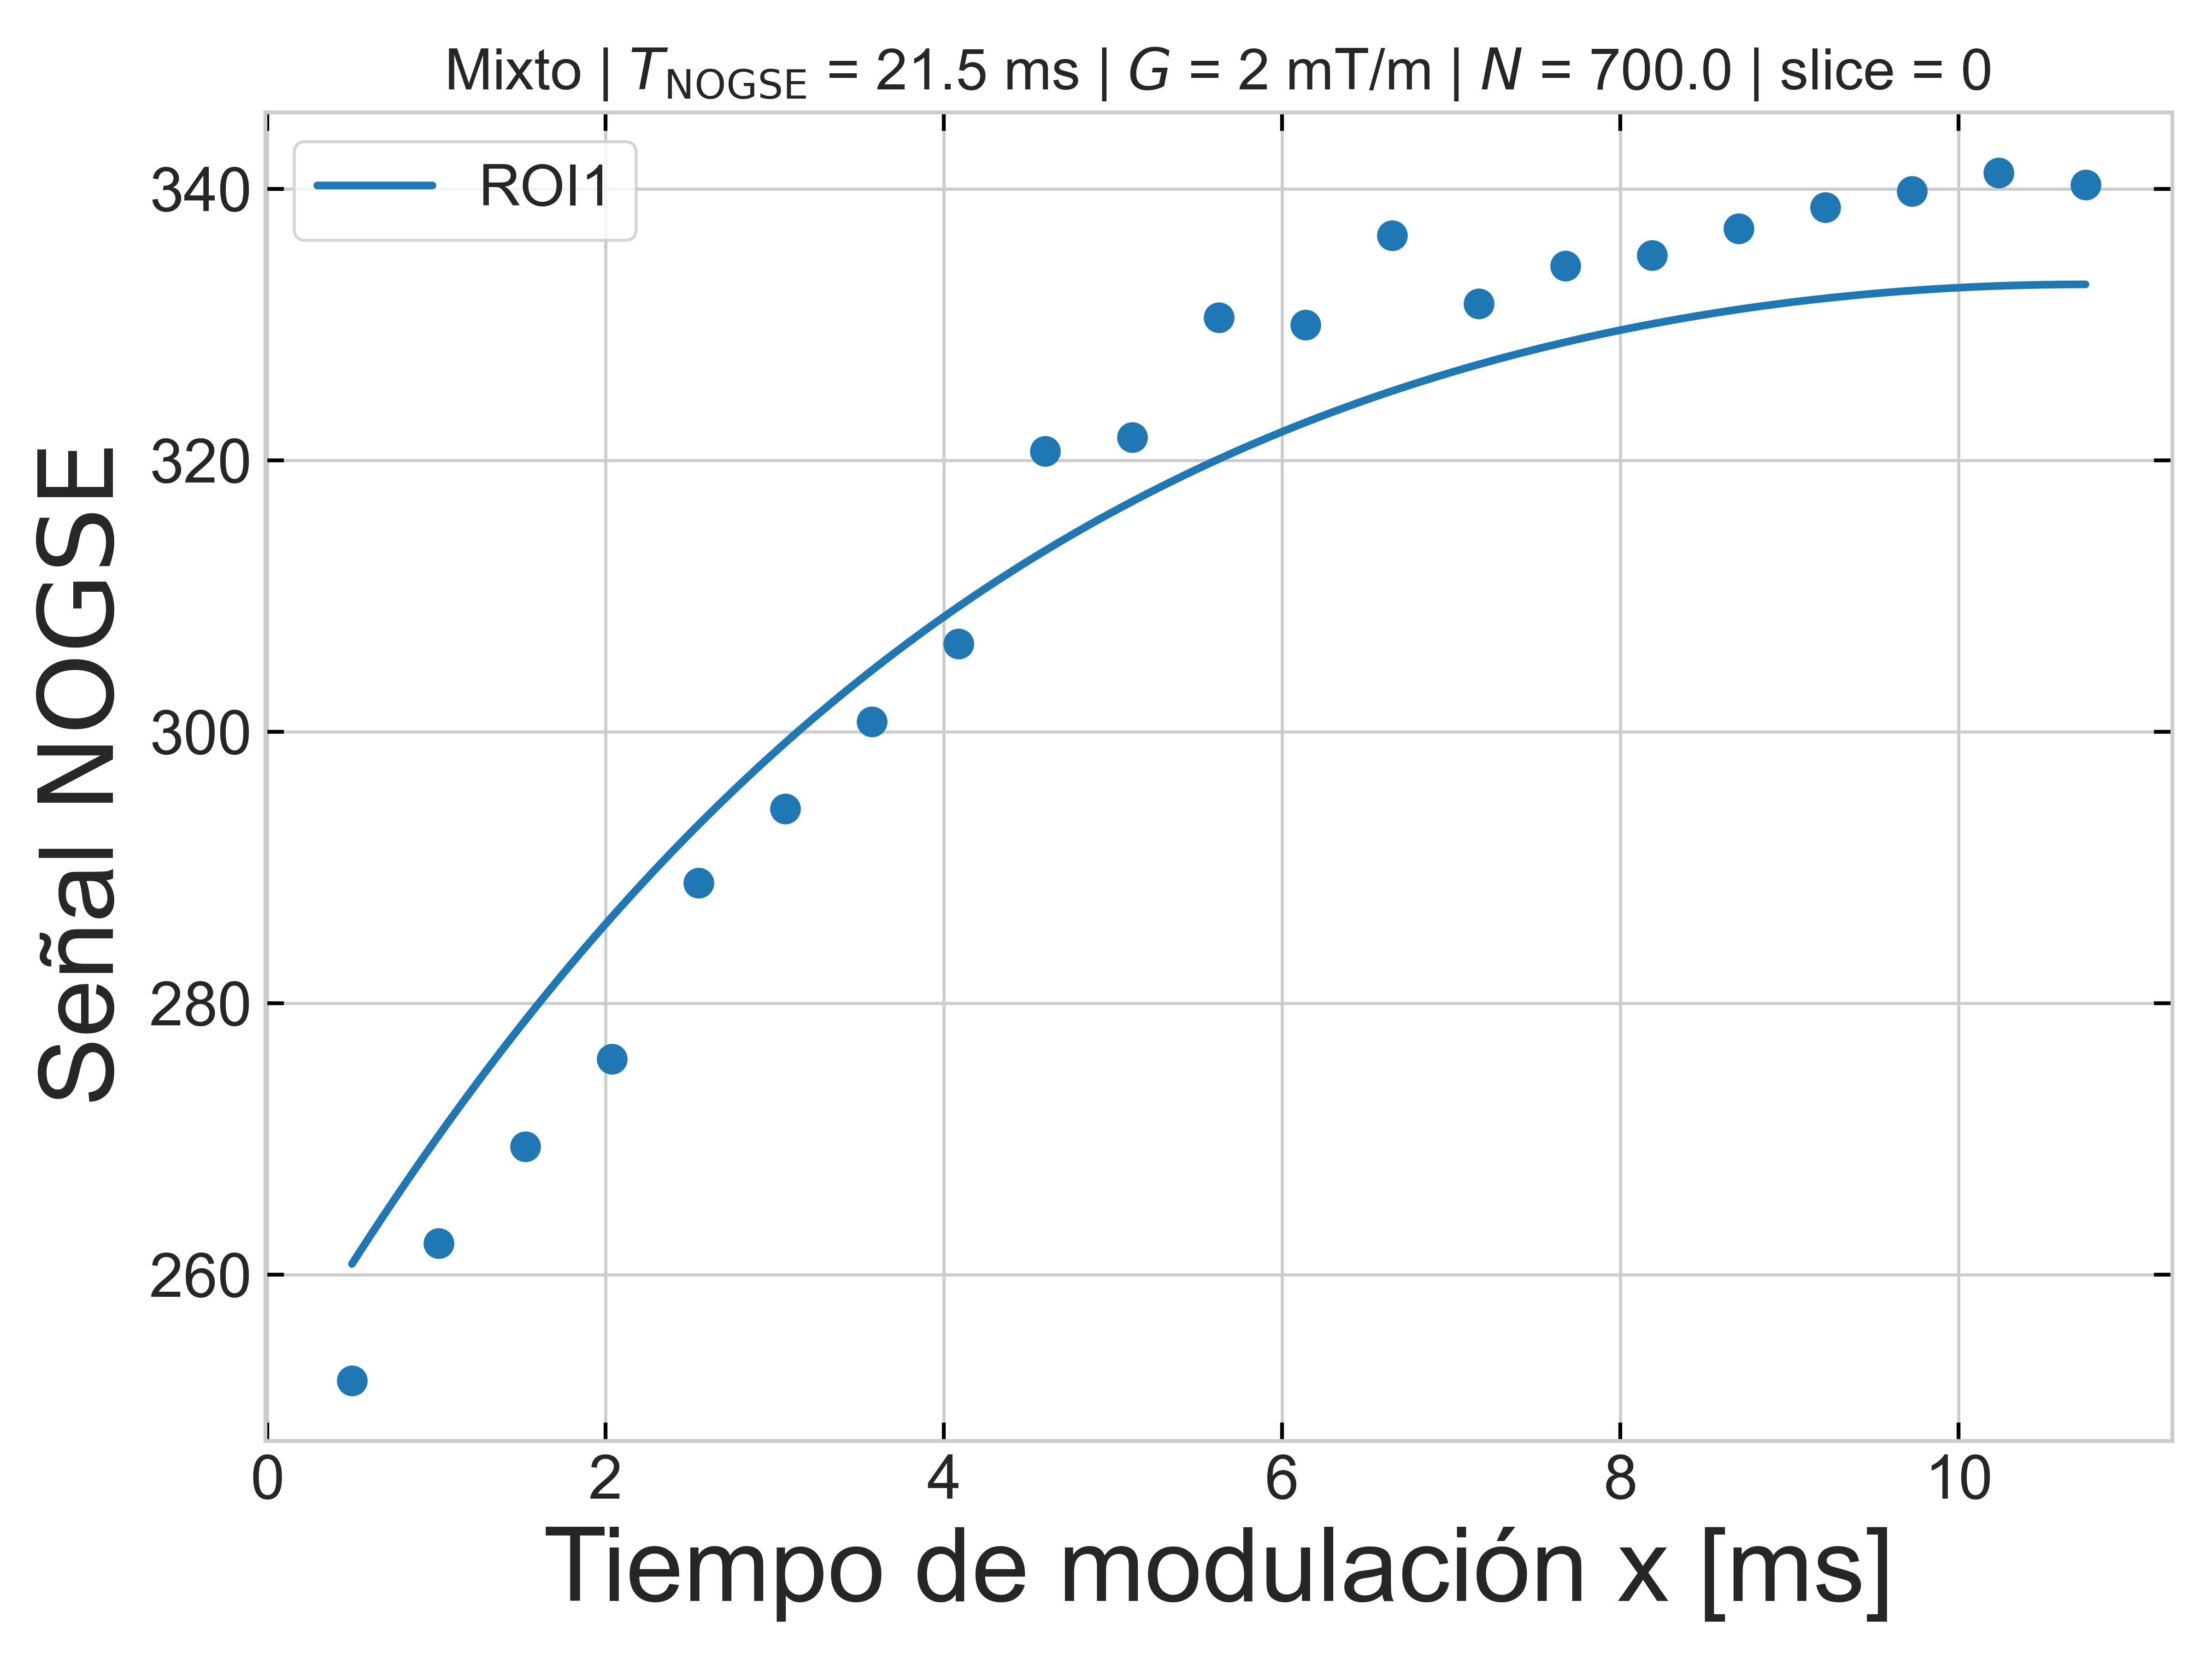 Mixto | T_NOGSE = 21.5 ms | G = 2 mT/m | N = 700.0 | slice = 0
ROI1
340
320
300
280
260
Señal NOGSE
0 2 4 6 8 10
Tiempo de modulación x [ms]